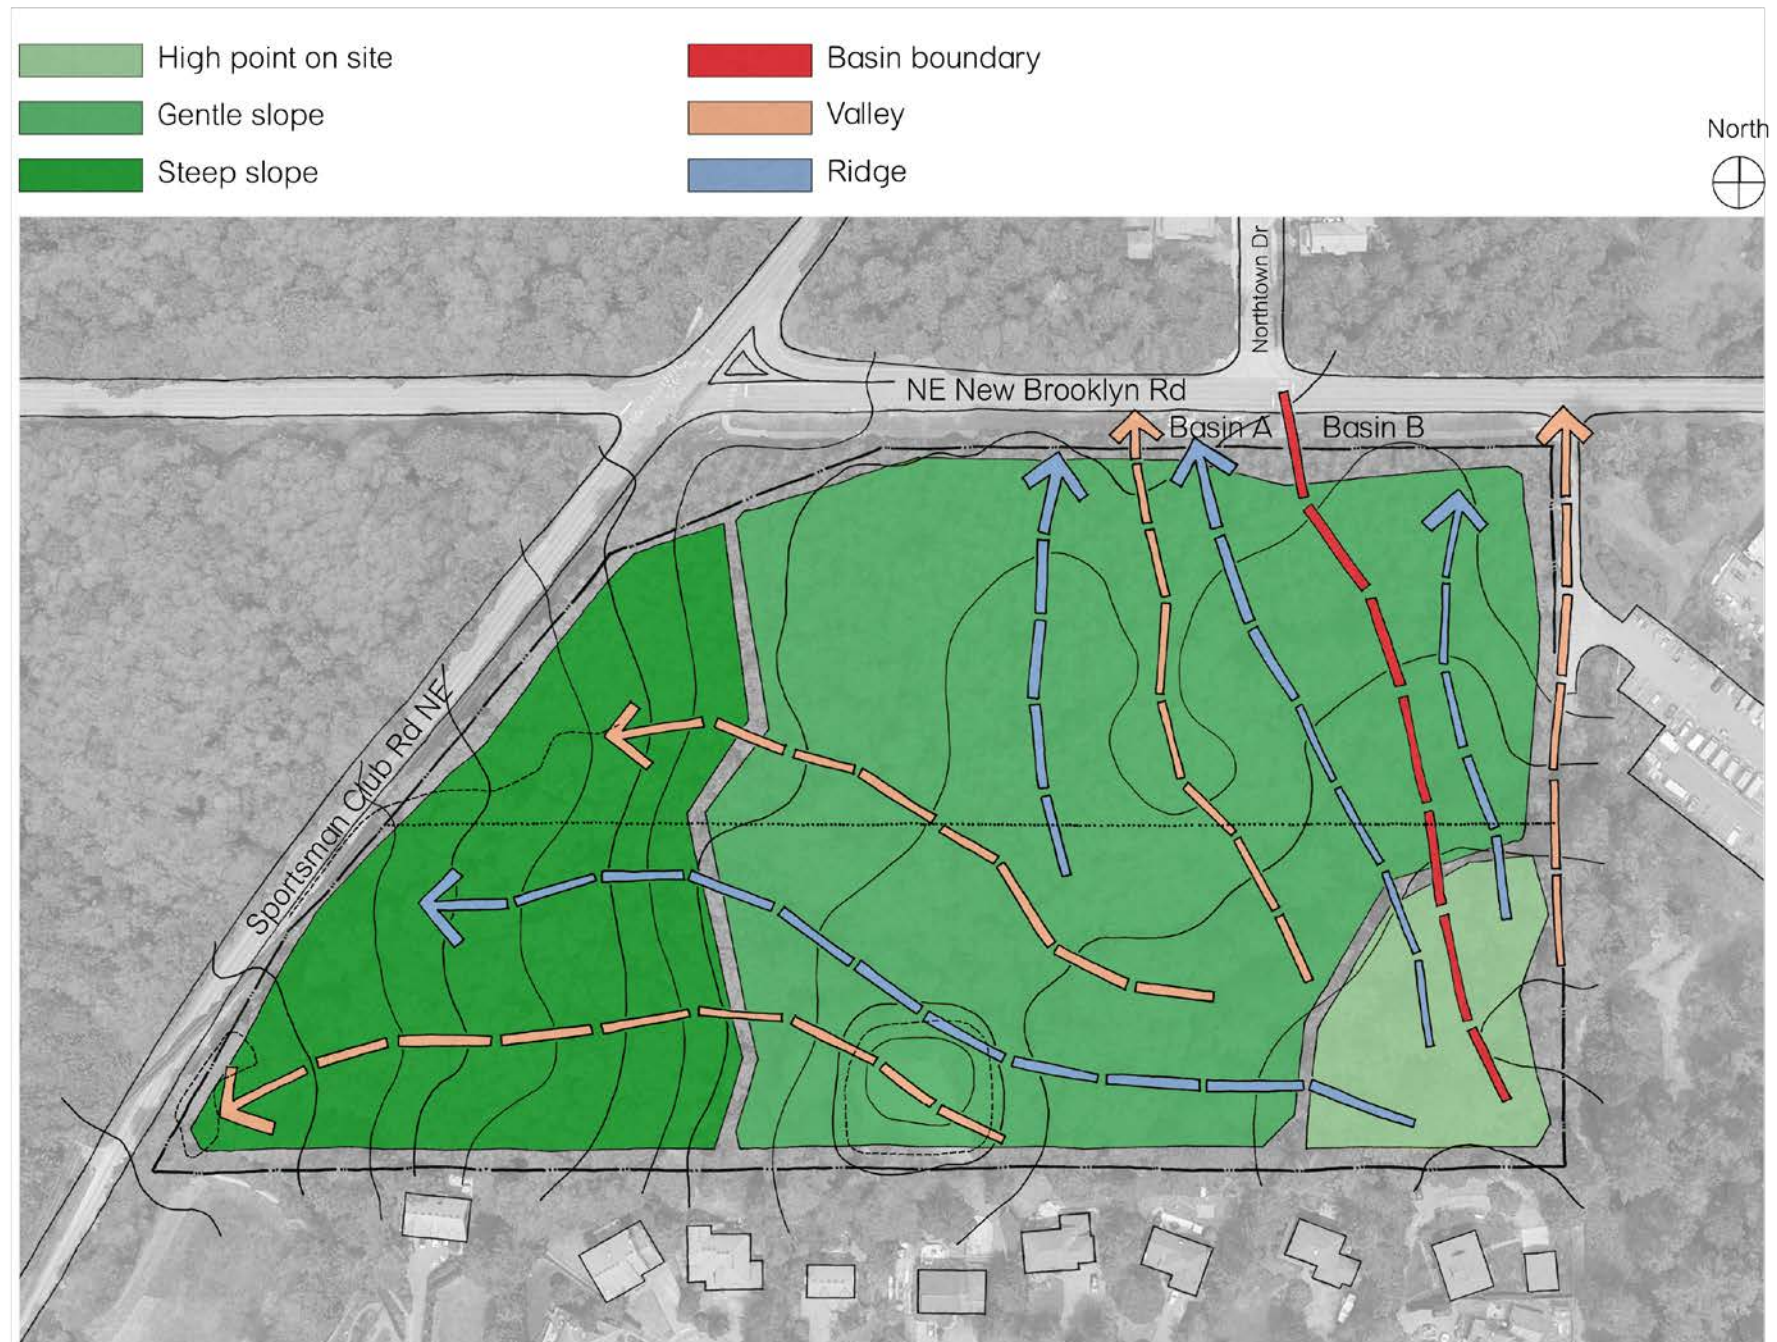 High point on site
Gentle slope
Steep slope
Basin boundary
Valley
Ridge
North
Northtown Dr
NE New Brooklyn Rd
Basin A
Basin B
Sportsman Club Rd NE